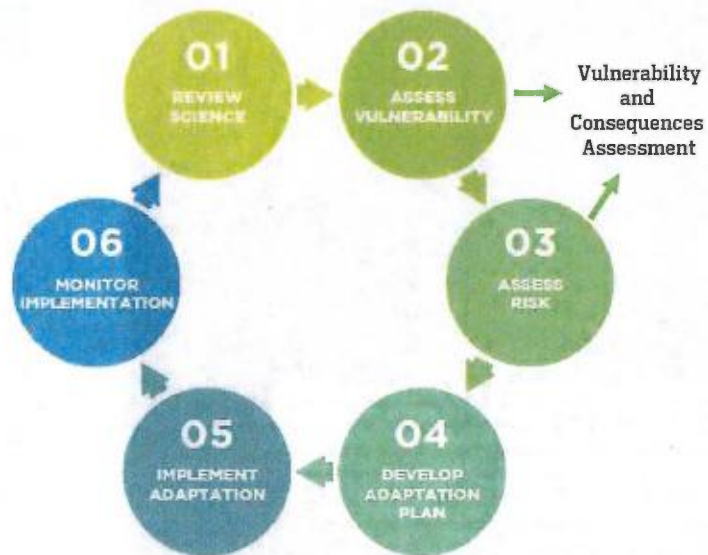 01
REVIEW
SCIENCE
02
ASSESS
VULNERABILITY
Vulnerability
and
Consequences
Assessment
03
ASSESS
RISK
04
DEVELOP
ADAPTATION
PLAN
05
IMPLEMENT
ADAPTATION
06
MONITOR
IMPLEMENTATION